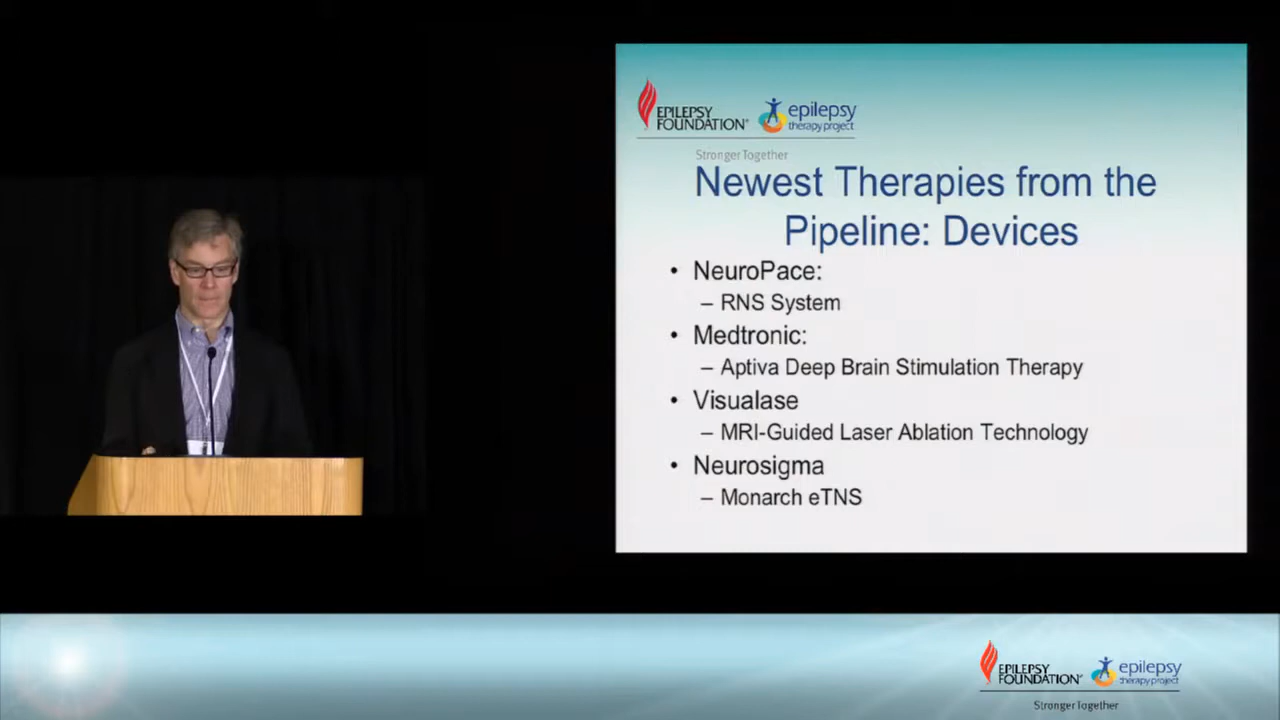 EPILEPSY
FOUNDATION®
epilepsy
therapy project
Stronger Together
Newest Therapies from the
Pipeline: Devices
• NeuroPace:
– RNS System
• Medtronic:
– Aptiva Deep Brain Stimulation Therapy
• Visualase
– MRI-Guided Laser Ablation Technology
• Neurosigma
– Monarch eTNS
EPILEPSY
FOUNDATION®
epilepsy
therapy project
Stronger Together